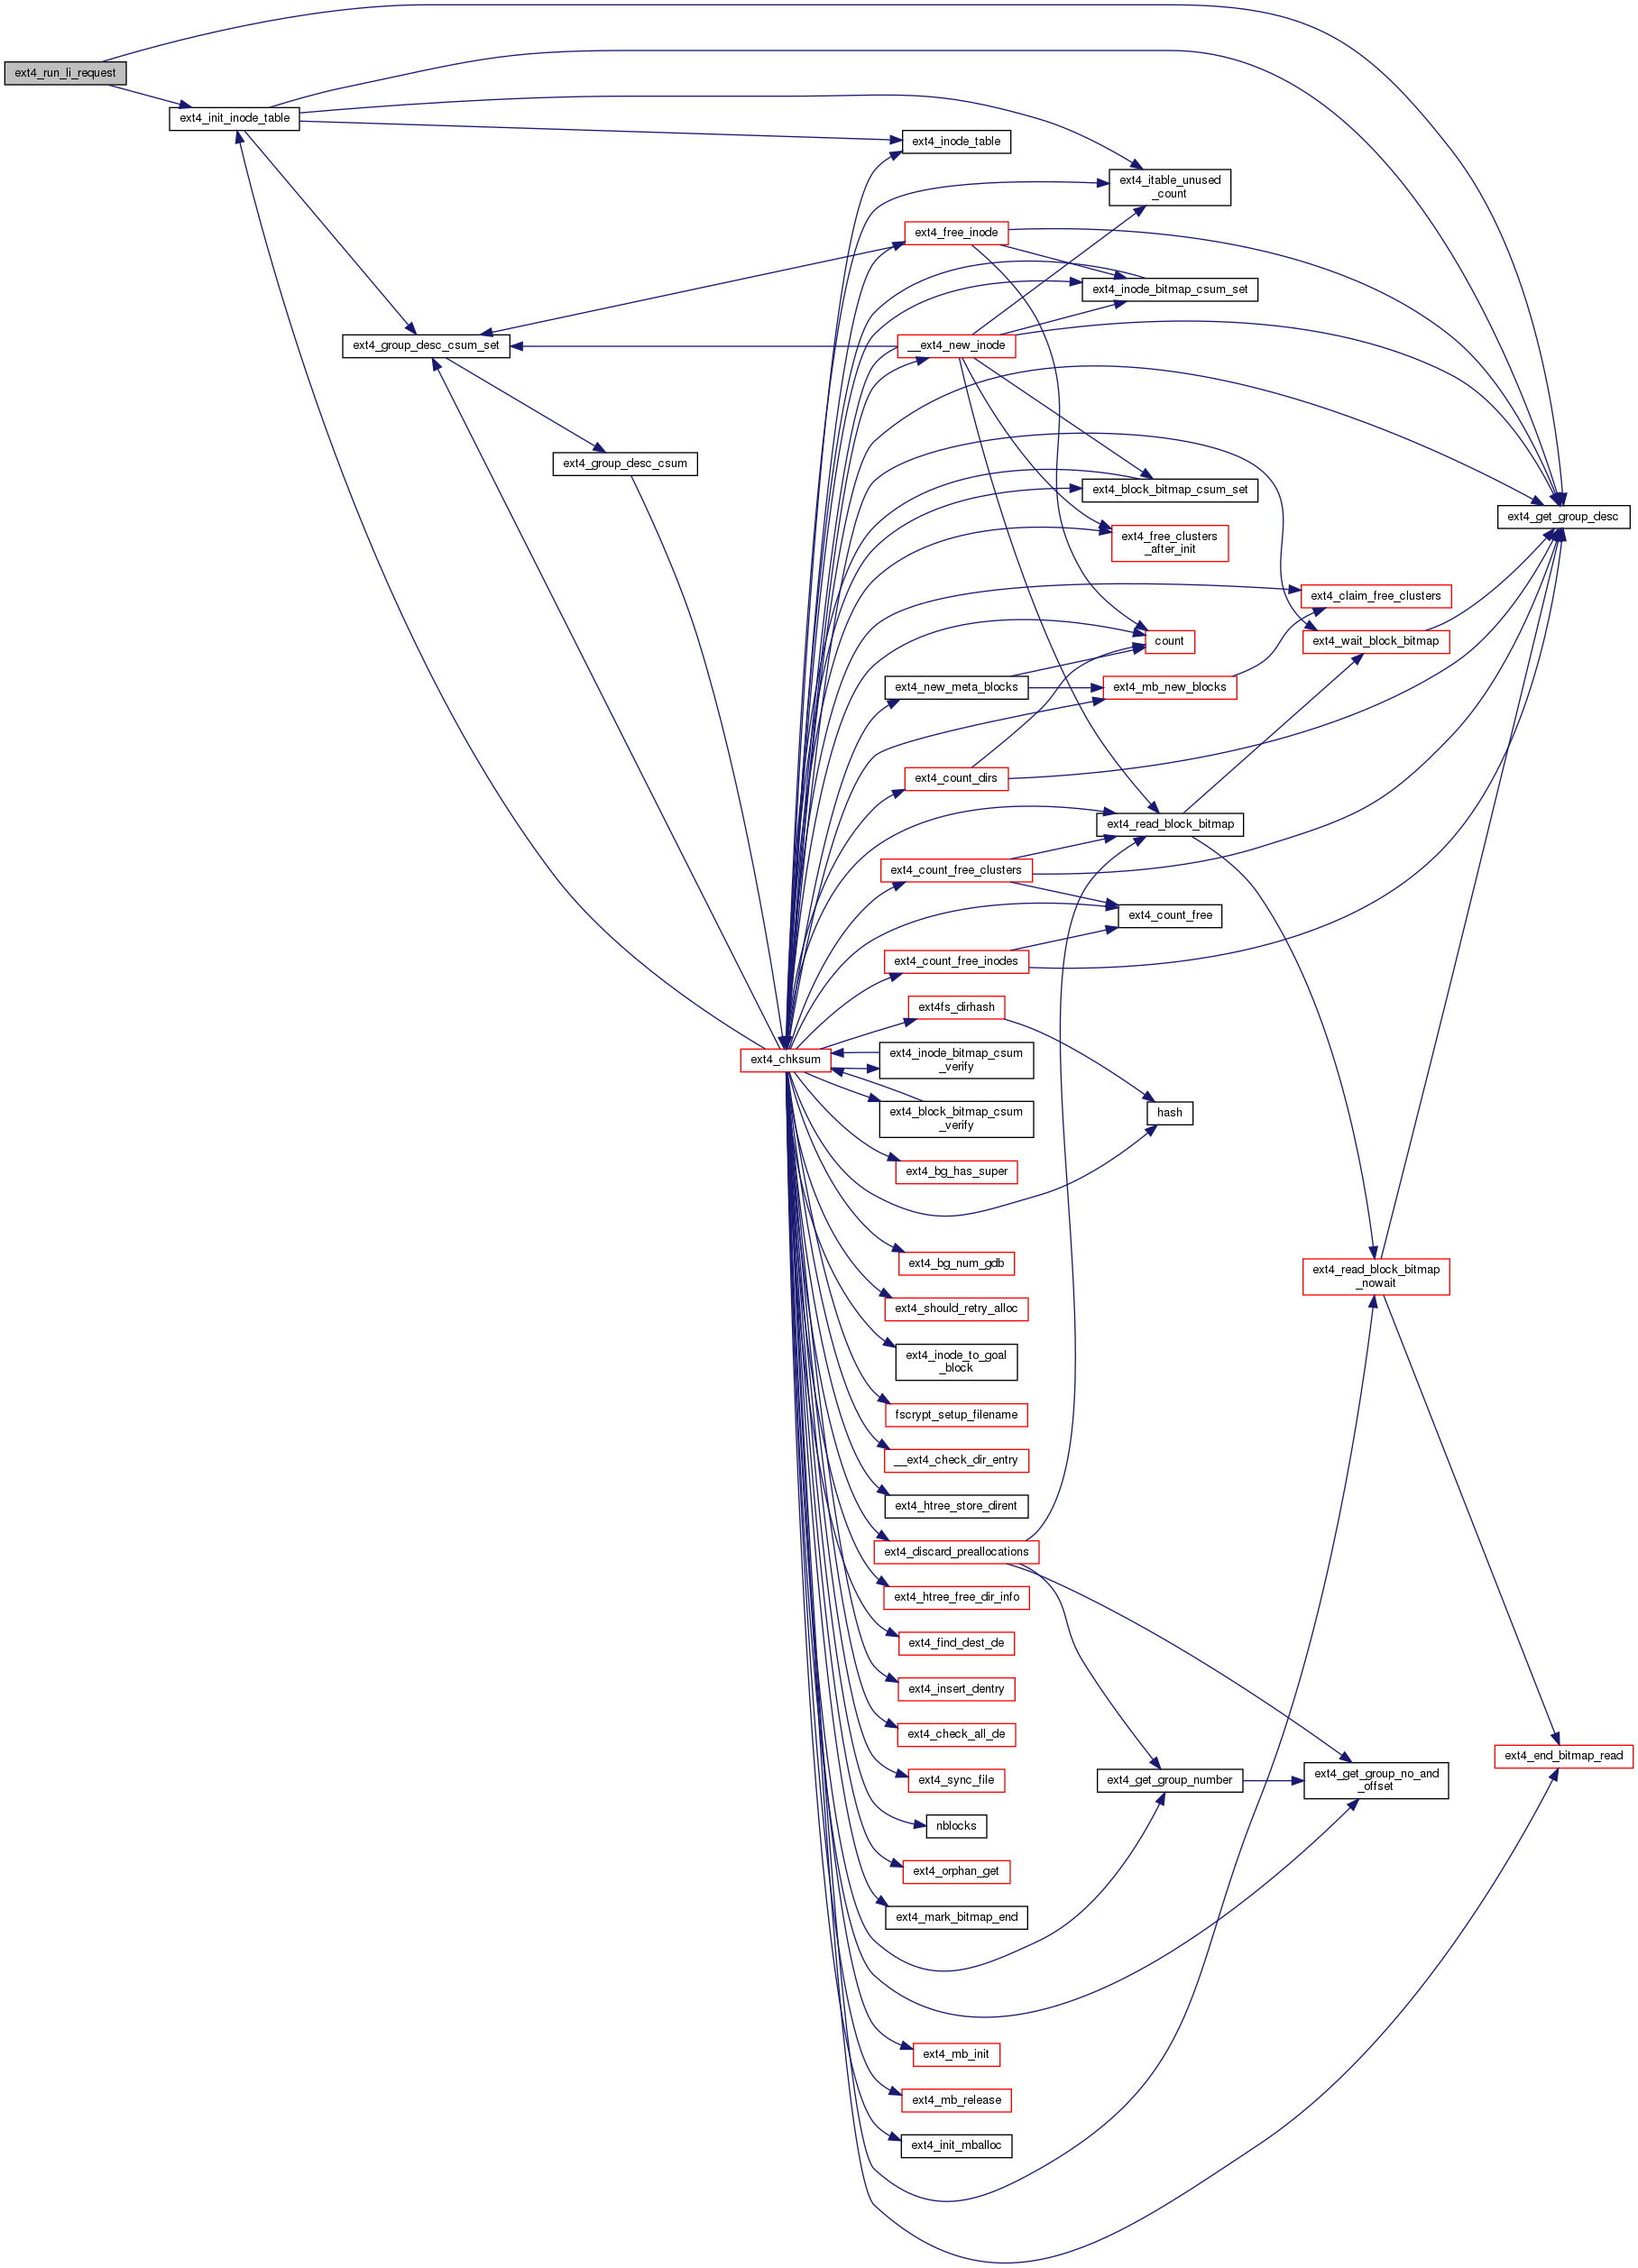 ext4_run_li_request
ext4_init_inode_table
ext4_inode_table
ext4_itable_unused
_count
ext4_free_inode
ext4_inode_bitmap_csum_set
ext4_group_desc_csum_set
__ext4_new_inode
ext4_group_desc_csum
ext4_block_bitmap_csum_set
ext4_get_group_desc
ext4_free_clusters
_after_init
ext4_claim_free_clusters
count
ext4_wait_block_bitmap
ext4_new_meta_blocks
ext4_mb_new_blocks
ext4_count_dirs
ext4_read_block_bitmap
ext4_count_free_clusters
ext4_count_free
ext4_count_free_inodes
ext4fs_dirhash
ext4_chksum
ext4_inode_bitmap_csum
_verify
ext4_block_bitmap_csum
_verify
hash
ext4_bg_has_super
ext4_bg_num_gdb
ext4_read_block_bitmap
_nowait
ext4_should_retry_alloc
ext4_inode_to_goal
_block
fscrypt_setup_filename
__ext4_check_dir_entry
ext4_htree_store_dirent
ext4_discard_preallocations
ext4_htree_free_dir_info
ext4_find_dest_de
ext4_insert_dentry
ext4_check_all_de
ext4_end_bitmap_read
ext4_sync_file
ext4_get_group_number
ext4_get_group_no_and
_offset
nblocks
ext4_orphan_get
ext4_mark_bitmap_end
ext4_mb_init
ext4_mb_release
ext4_init_mballoc